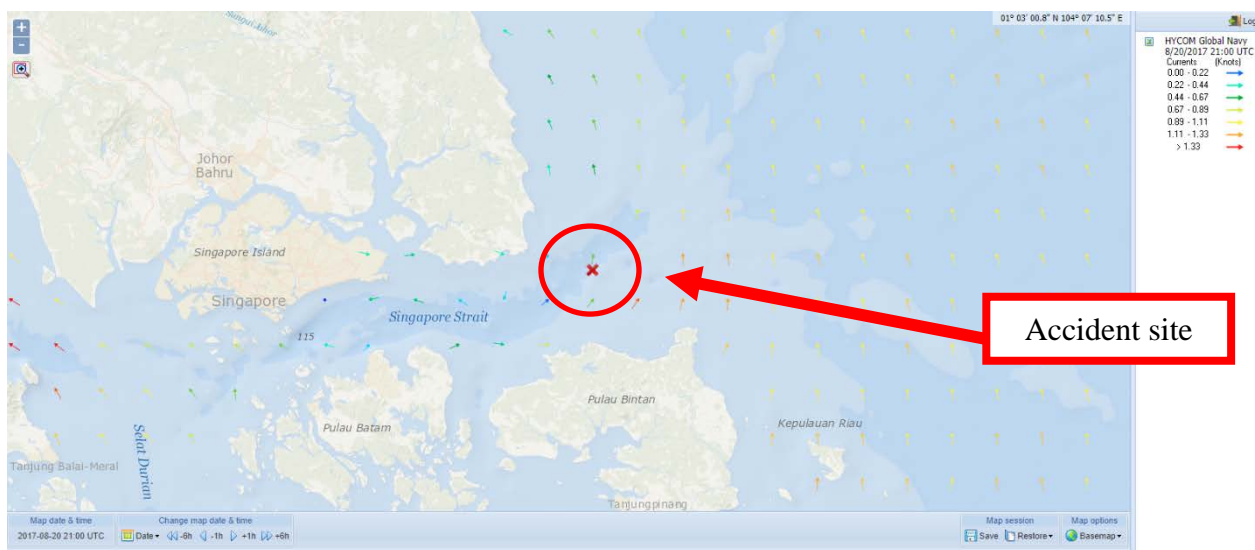 Sungai Johor
01° 03' 00.8" N 104° 07' 10.5" E
Log
HYCOM Global Navy
8/20/2017 21:00 UTC
Currents (Knots)
0.00 - 0.22
0.22 - 0.44
0.44 - 0.67
0.67 - 0.89
0.89 - 1.11
1.11 - 1.33
> 1.33
Johor
Bahru
Singapore Island
Singapore
Singapore Strait
115
Accident site
Pulau Bintan
Kepulauan Riau
Pulau Batam
Selat Durian
Tanjung Balai-Meral
Tanjungpinang
Map date & time
2017-08-20 21:00 UTC
Change map date & time
Date -6h -1h +1h +6h
Map session
Save Restore
Map options
Basemap